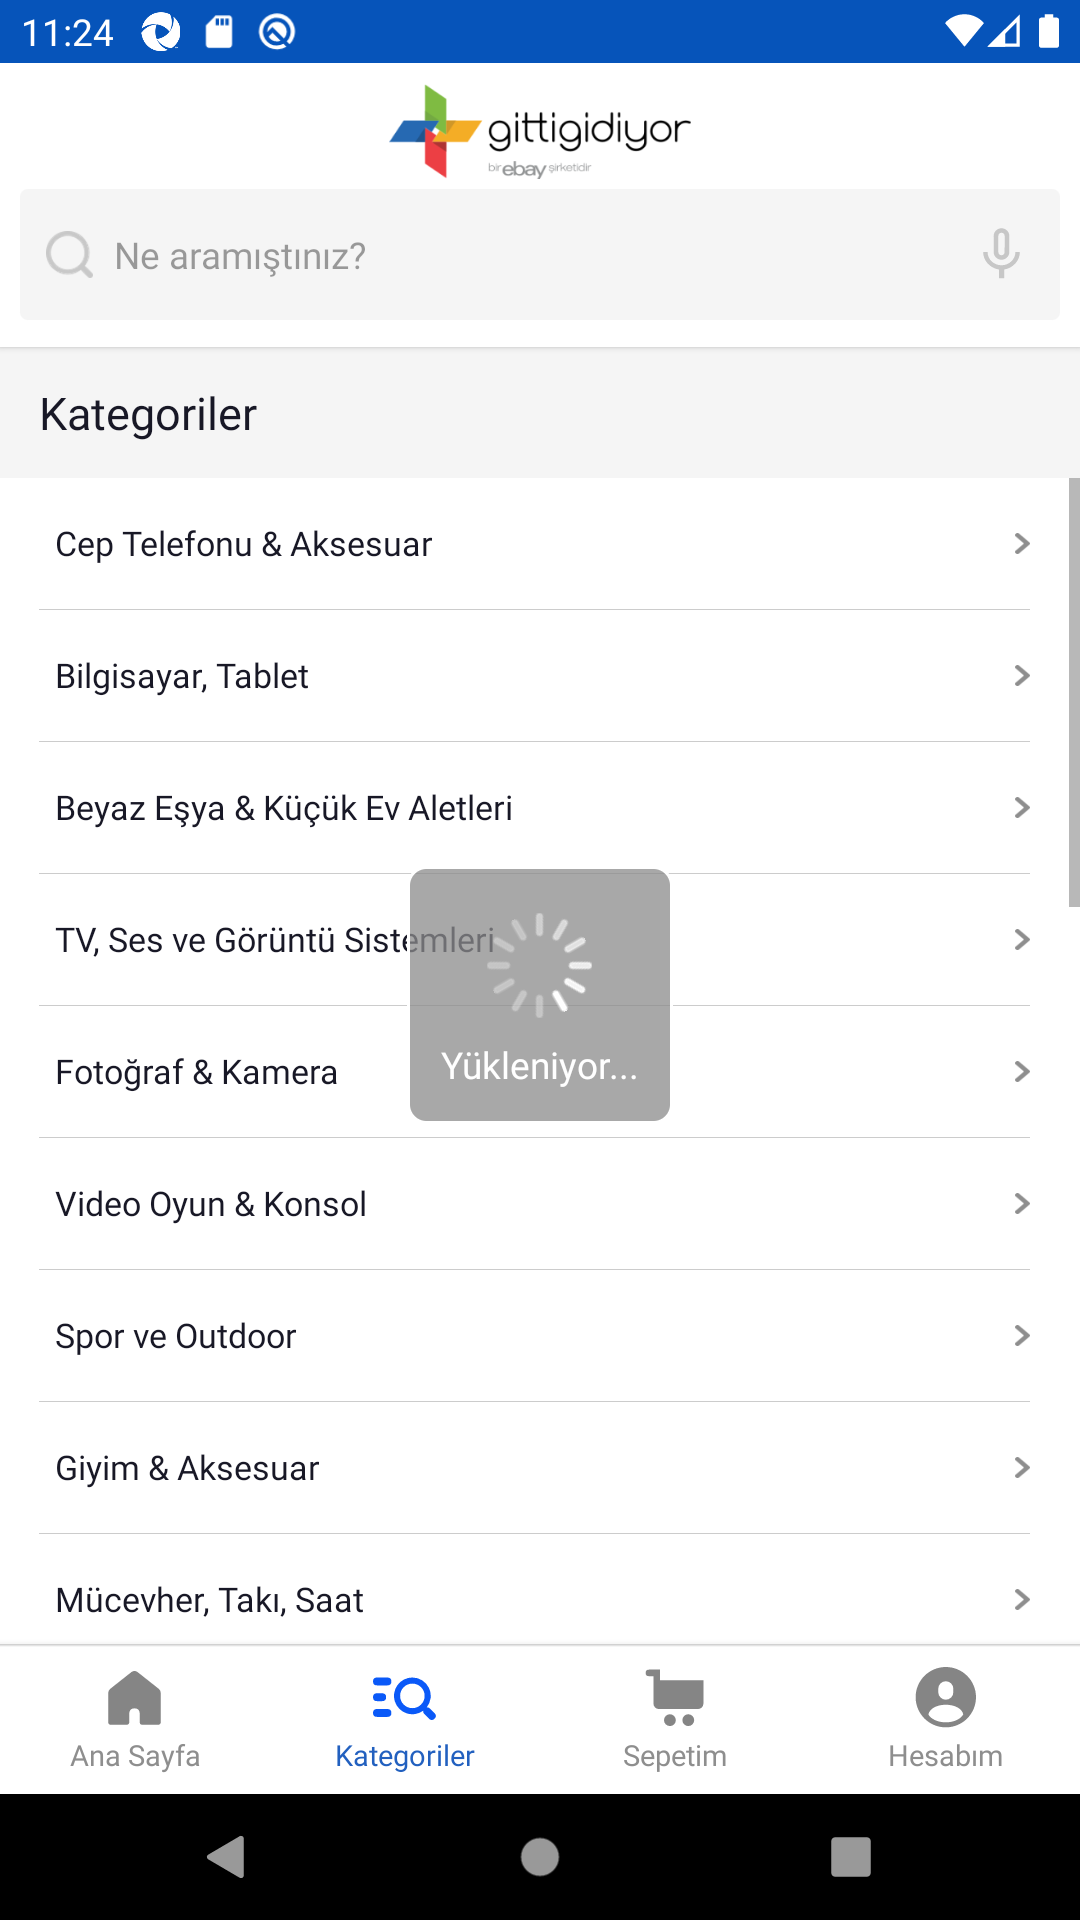 11:24
gittigidiyor
bir ebay şirketidir
Ne aramıştınız?
Kategoriler
Cep Telefonu & Aksesuar
Bilgisayar, Tablet
Beyaz Eşya & Küçük Ev Aletleri
TV, Ses ve Görüntü Sistemleri
Yükleniyor...
Fotoğraf & Kamera
Video Oyun & Konsol
Spor ve Outdoor
Giyim & Aksesuar
Mücevher, Takı, Saat
Ana Sayfa
Kategoriler
Sepetim
Hesabım